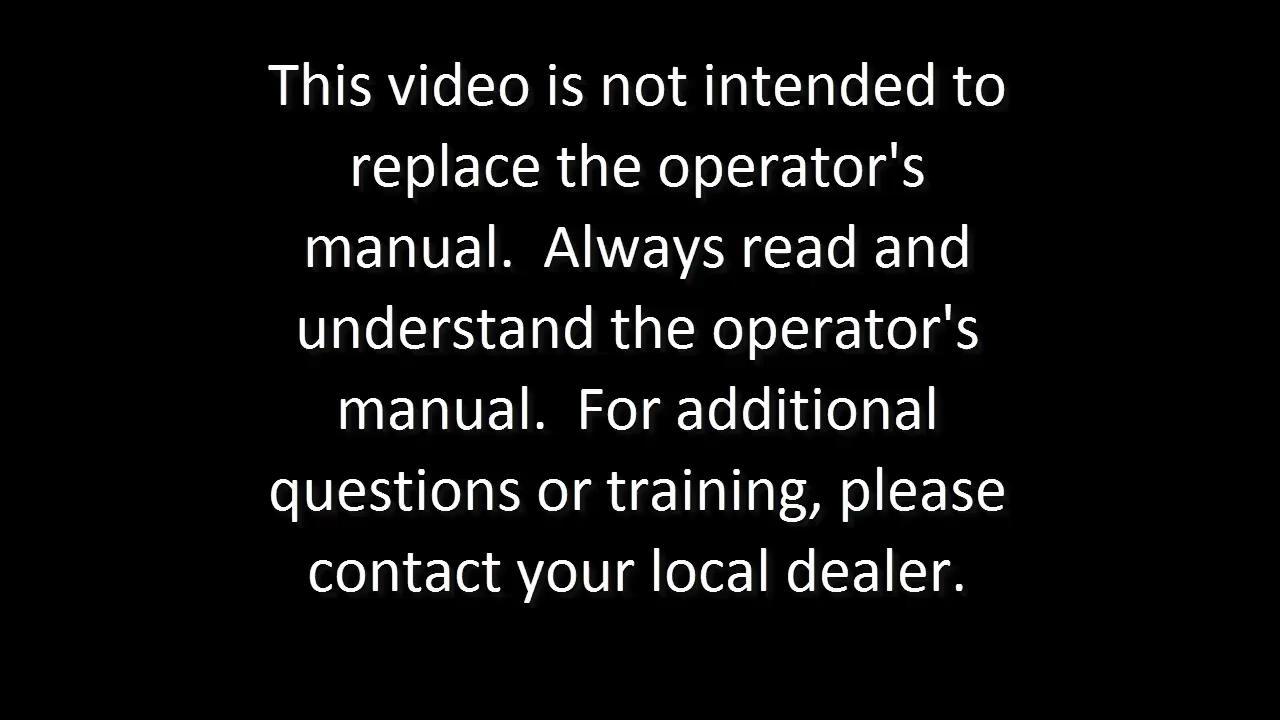 This video is not intended to
replace the operator's
manual.  Always read and
understand the operator's
manual.  For additional
questions or training, please
contact your local dealer.